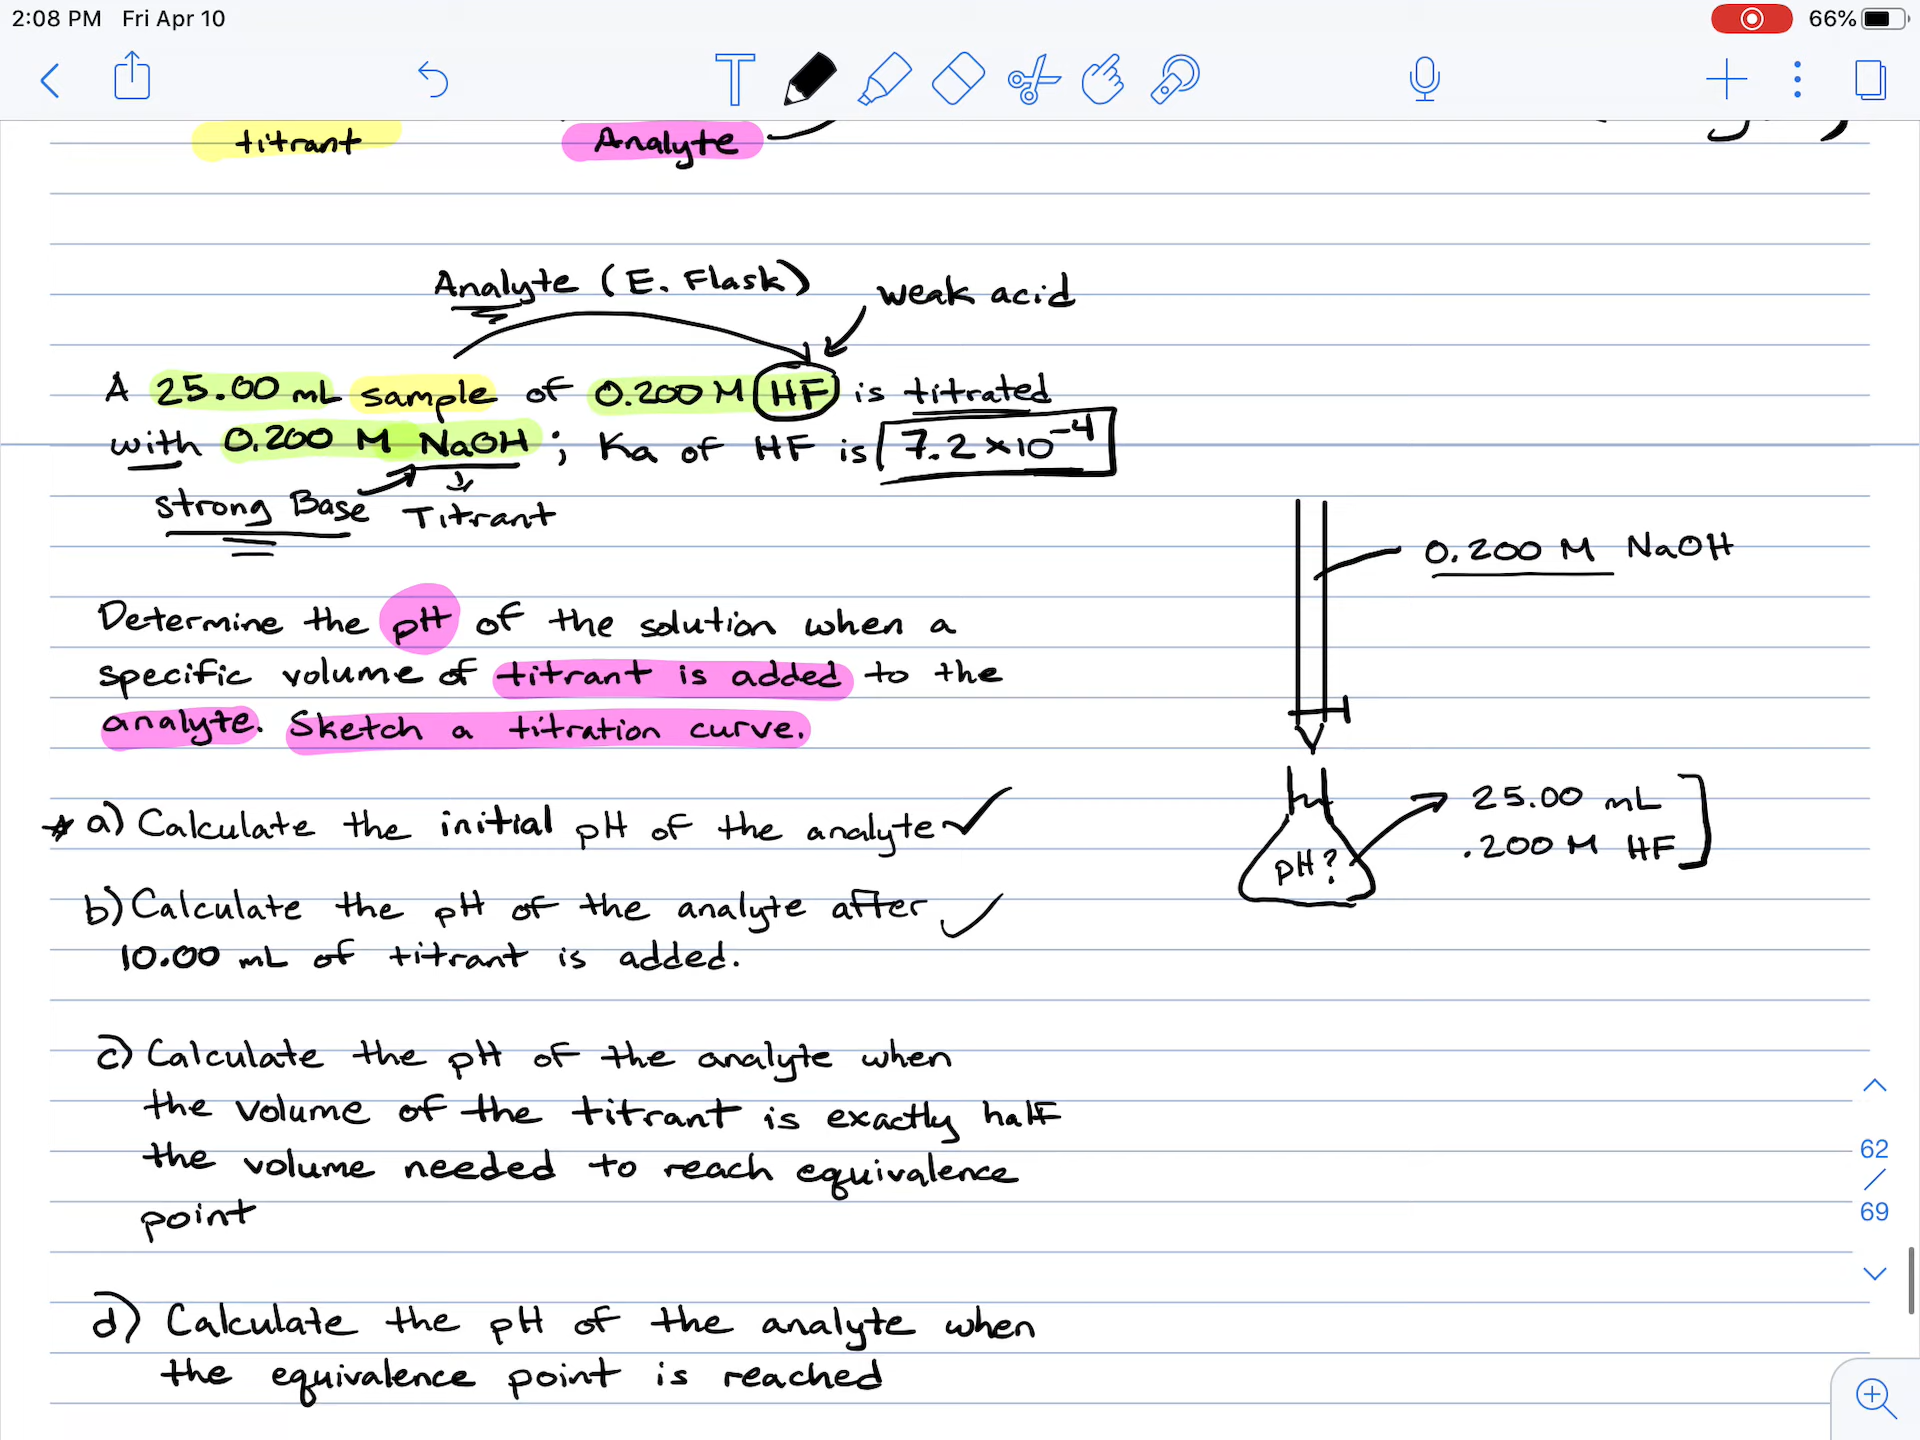 2:08 PM Fri Apr 10
66%
T
titrant
Analyte
Analyte (E. Flask)
weak acid
A 25.00 mL sample of 0.200 M HF is titrated
with 0.200 M NaOH ; Ka of HF is 7.2 x 10⁻⁴
strong Base Titrant
0.200 M NaOH
Determine the pH of the solution when a
specific volume of titrant is added to the
analyte. Sketch a titration curve.
a) Calculate the initial pH of the analyte ✓
b) Calculate the pH of the analyte after ✓
10.00 mL of titrant is added.
pH?
25.00 mL
.200 M HF
c) Calculate the pH of the analyte when
the volume of the titrant is exactly half
the volume needed to reach equivalence
point
d) Calculate the pH of the analyte when
the equivalence point is reached
62
/
69